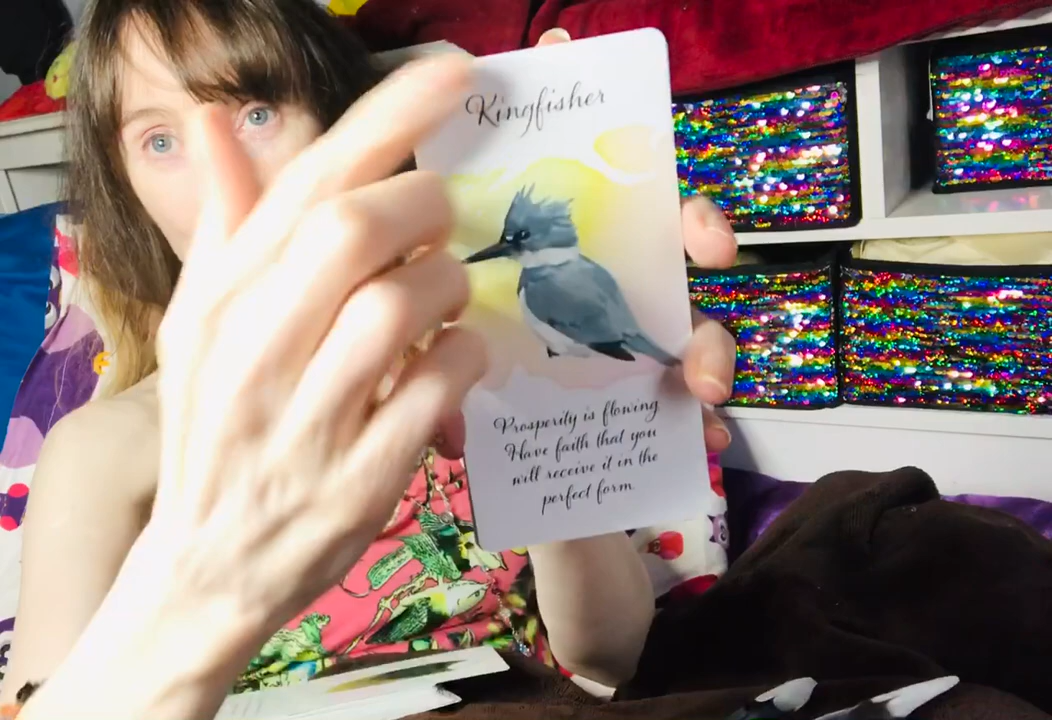 Kingfisher
Prosperity is flowing
Have faith that you
will receive it in the
perfect form.